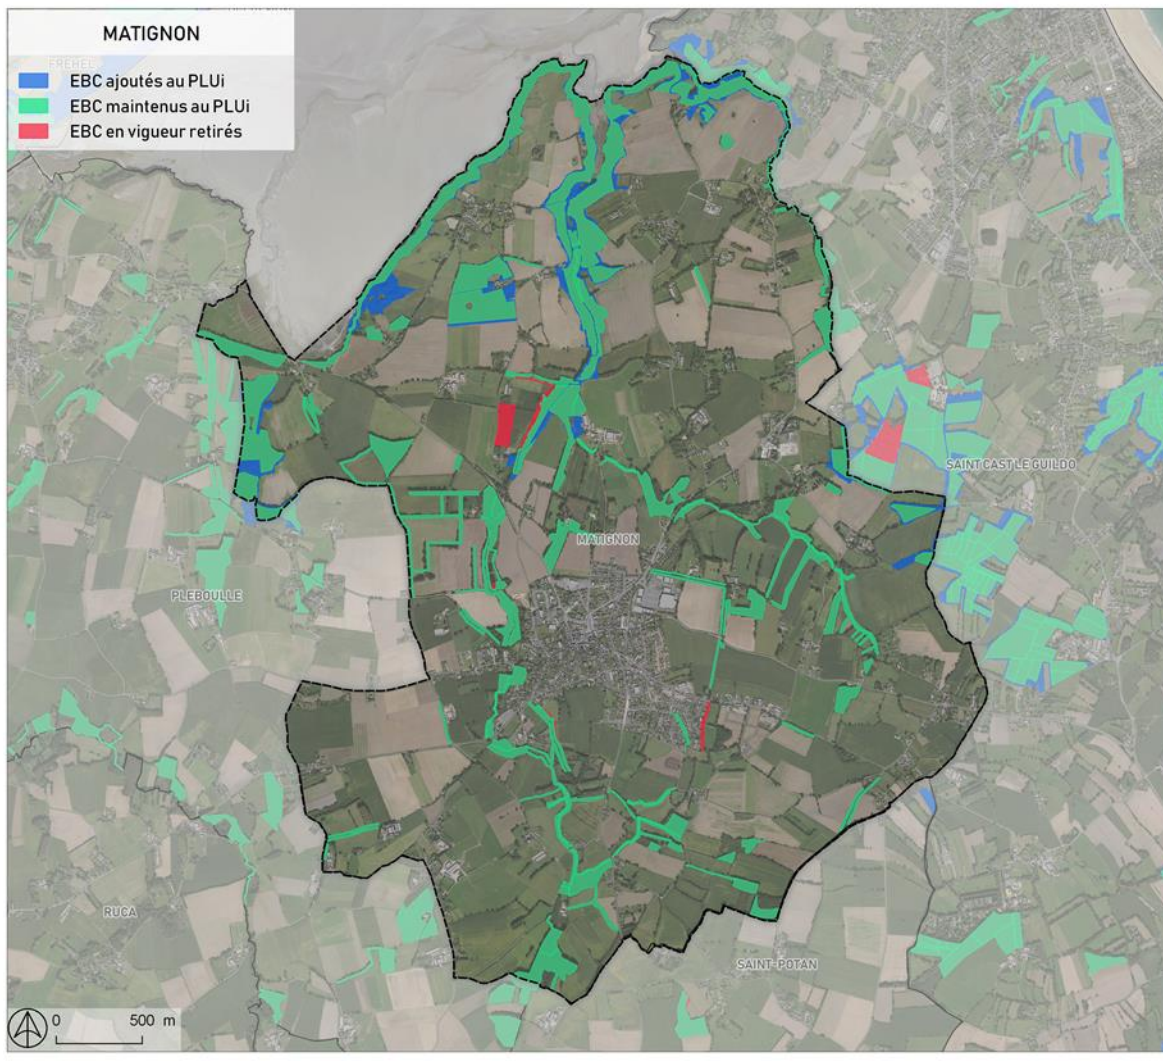 MATIGNON
FREHEL
EBC ajoutés au PLUi
EBC maintenus au PLUi
EBC en vigueur retirés
SAINT CAST LE GUILDO
MATIGNON
PLEBOULLE
RUCA
SAINT-POTAN
0 500 m